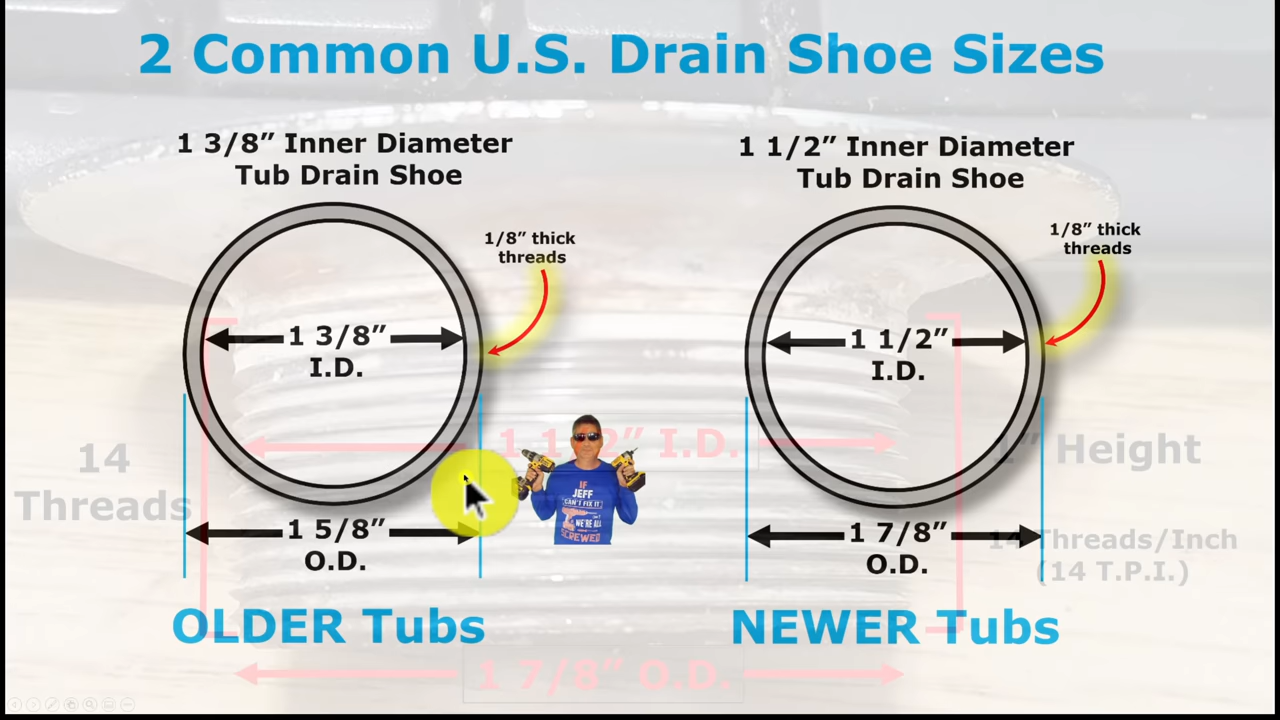 2 Common U.S. Drain Shoe Sizes
1 3/8” Inner Diameter
Tub Drain Shoe
1/8” thick
threads
1 3/8”
I.D.
1 5/8”
O.D.
OLDER Tubs
1 1/2” Inner Diameter
Tub Drain Shoe
1/8” thick
threads
1 1/2”
I.D.
1 7/8”
O.D.
NEWER Tubs
IF
JEFF
CAN'T FIX IT
WE'RE ALL
SCREWED
14
Threads
I.D.
Height
Threads/Inch
(14 T.P.I.)
1 7/8” O.D.